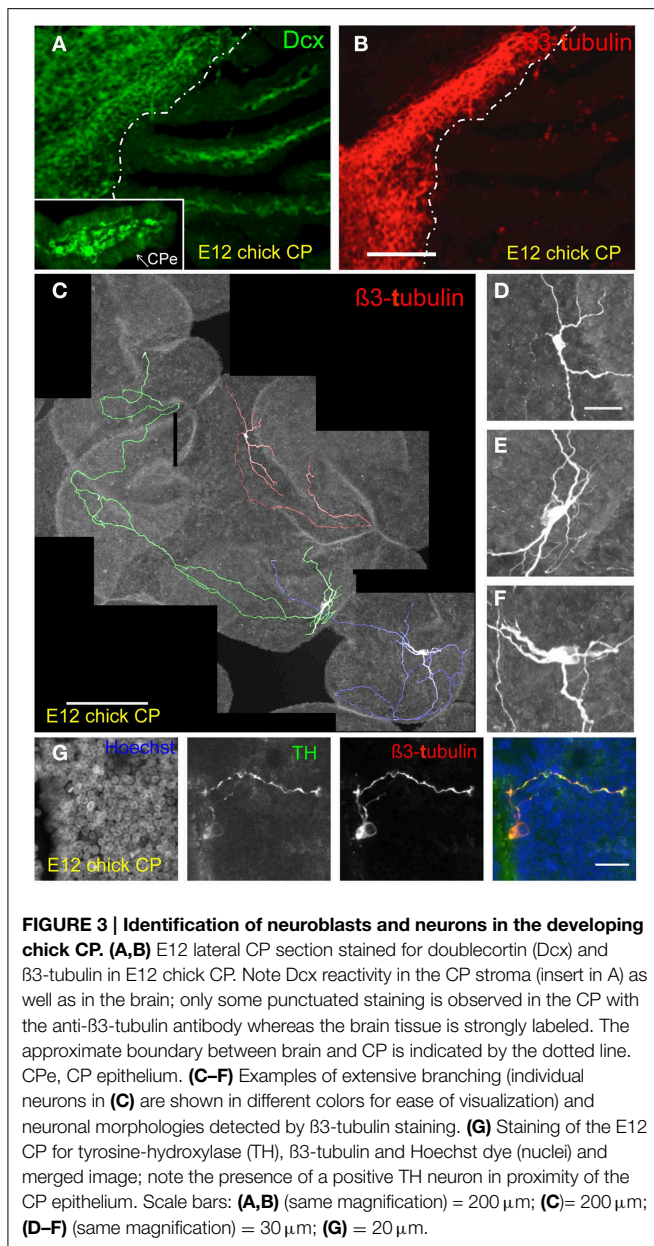 A
Dcx
B
ß3-tubulin
CPe
E12 chick CP
E12 chick CP
C
ß3-tubulin
D
E
F
E12 chick CP
G
Hoechst
TH
ß3-tubulin
E12 chick CP
FIGURE 3 | Identification of neuroblasts and neurons in the developing
chick CP. (A,B) E12 lateral CP section stained for doublecortin (Dcx) and
ß3-tubulin in E12 chick CP. Note Dcx reactivity in the CP stroma (insert in A) as
well as in the brain; only some punctuated staining is observed in the CP with
the anti-ß3-tubulin antibody whereas the brain tissue is strongly labeled. The
approximate boundary between brain and CP is indicated by the dotted line.
CPe, CP epithelium. (C–F) Examples of extensive branching (individual
neurons in (C) are shown in different colors for ease of visualization) and
neuronal morphologies detected by ß3-tubulin staining. (G) Staining of the E12
CP for tyrosine-hydroxylase (TH), ß3-tubulin and Hoechst dye (nuclei) and
merged image; note the presence of a positive TH neuron in proximity of the
CP epithelium. Scale bars: (A,B) (same magnification) = 200 μm; (C)= 200 μm;
(D–F) (same magnification) = 30 μm; (G) = 20 μm.